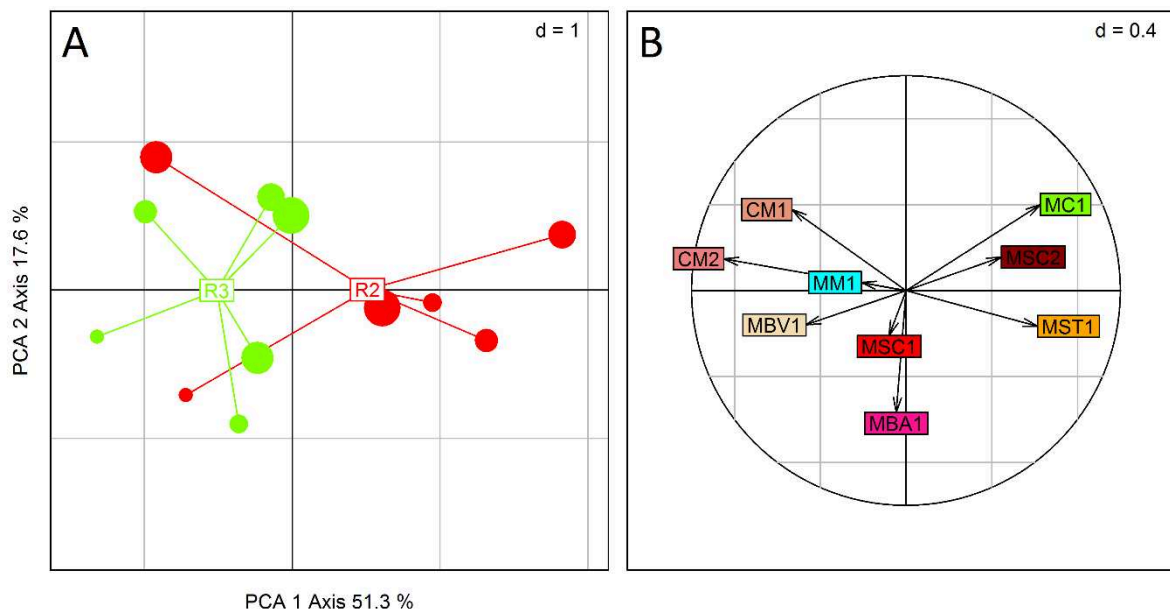 A
d = 1
R3
R2
PCA 2 Axis 17.6 %
PCA 1 Axis 51.3 %
B
d = 0.4
CM1
MC1
CM2
MSC2
MM1
MBV1
MST1
MSC1
MBA1